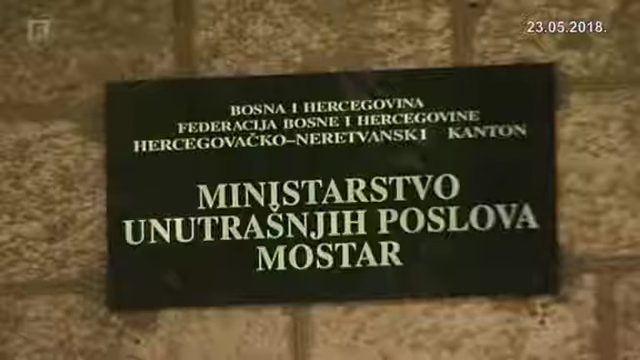 23.05.2018.
BOSNA I HERCEGOVINA
FEDERACIJA BOSNE I HERCEGOVINE
HERCEGOVAČKO–NERETVANSKI KANTON
MINISTARSTVO
UNUTRAŠNJIH POSLOVA
MOSTAR